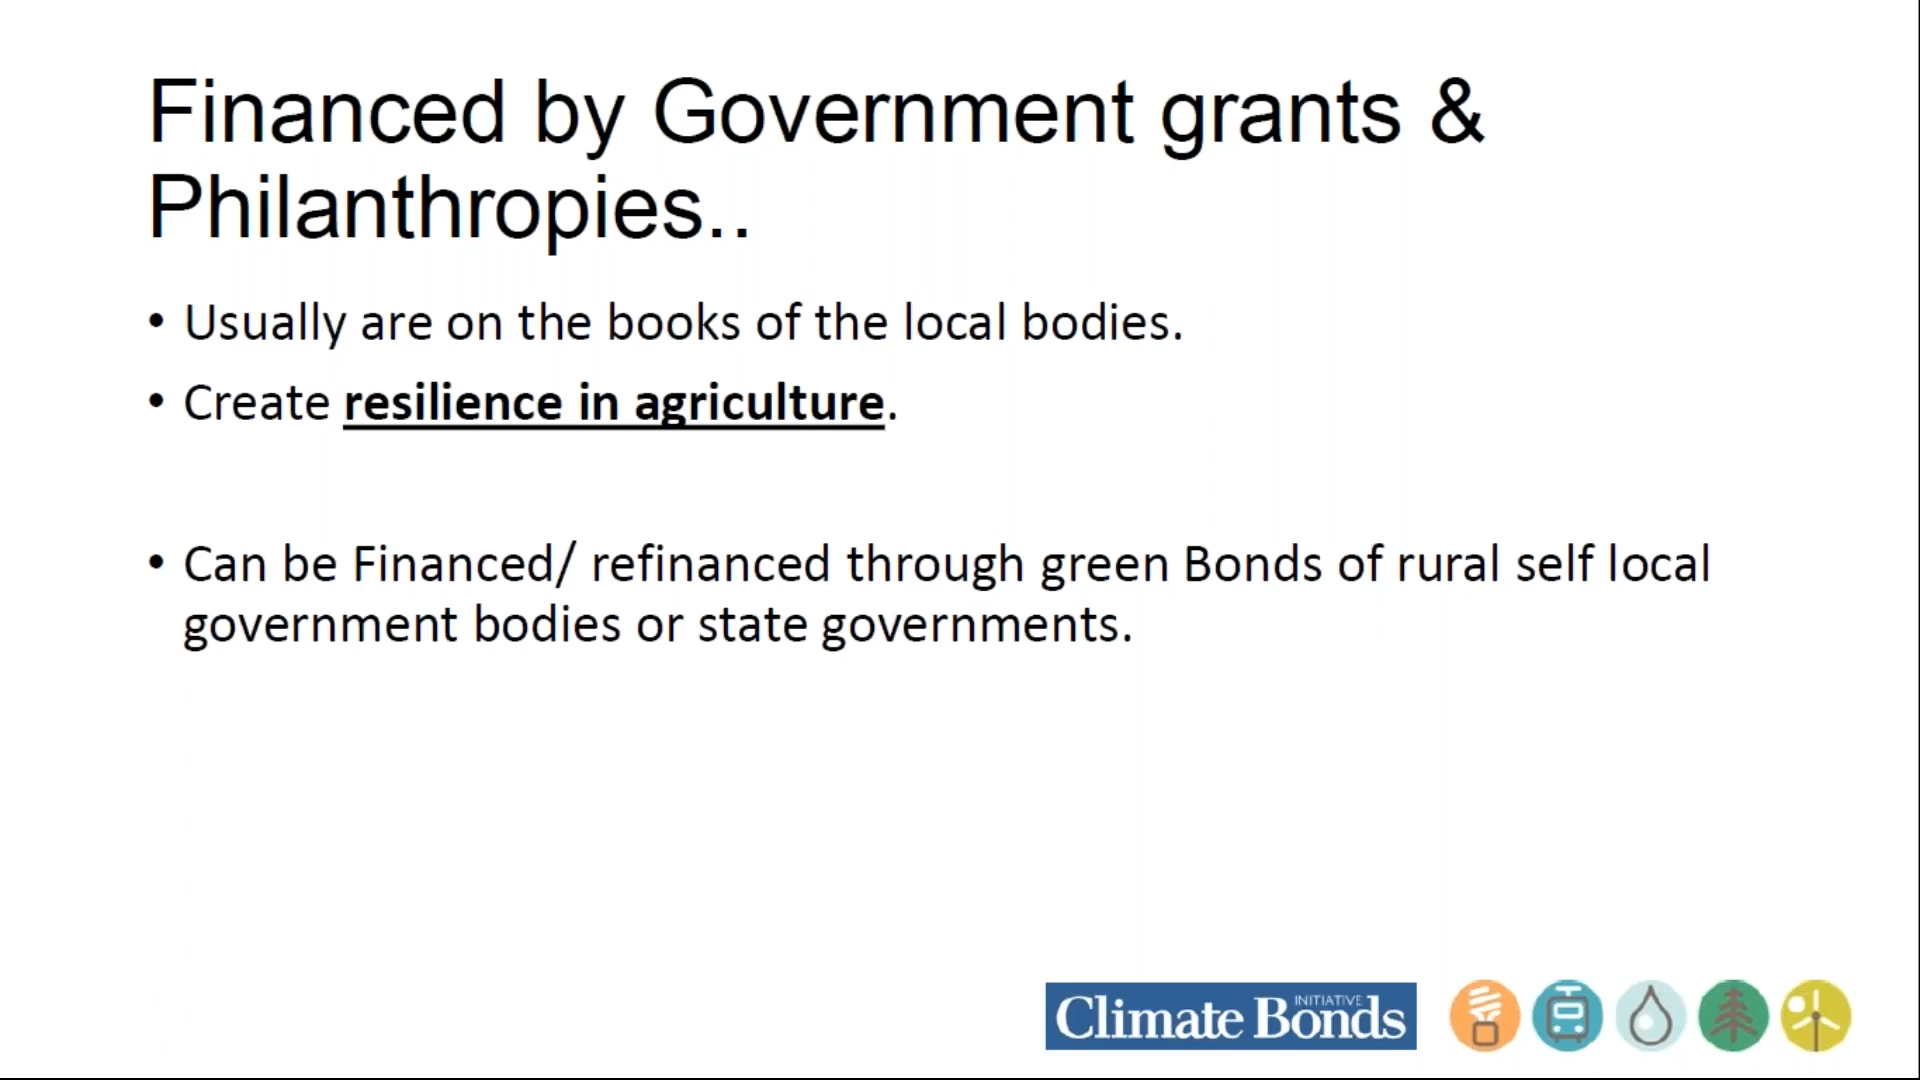 Financed by Government grants &
Philanthropies..
• Usually are on the books of the local bodies.
• Create resilience in agriculture.
• Can be Financed/ refinanced through green Bonds of rural self local
government bodies or state governments.
INITIATIVE
Climate Bonds